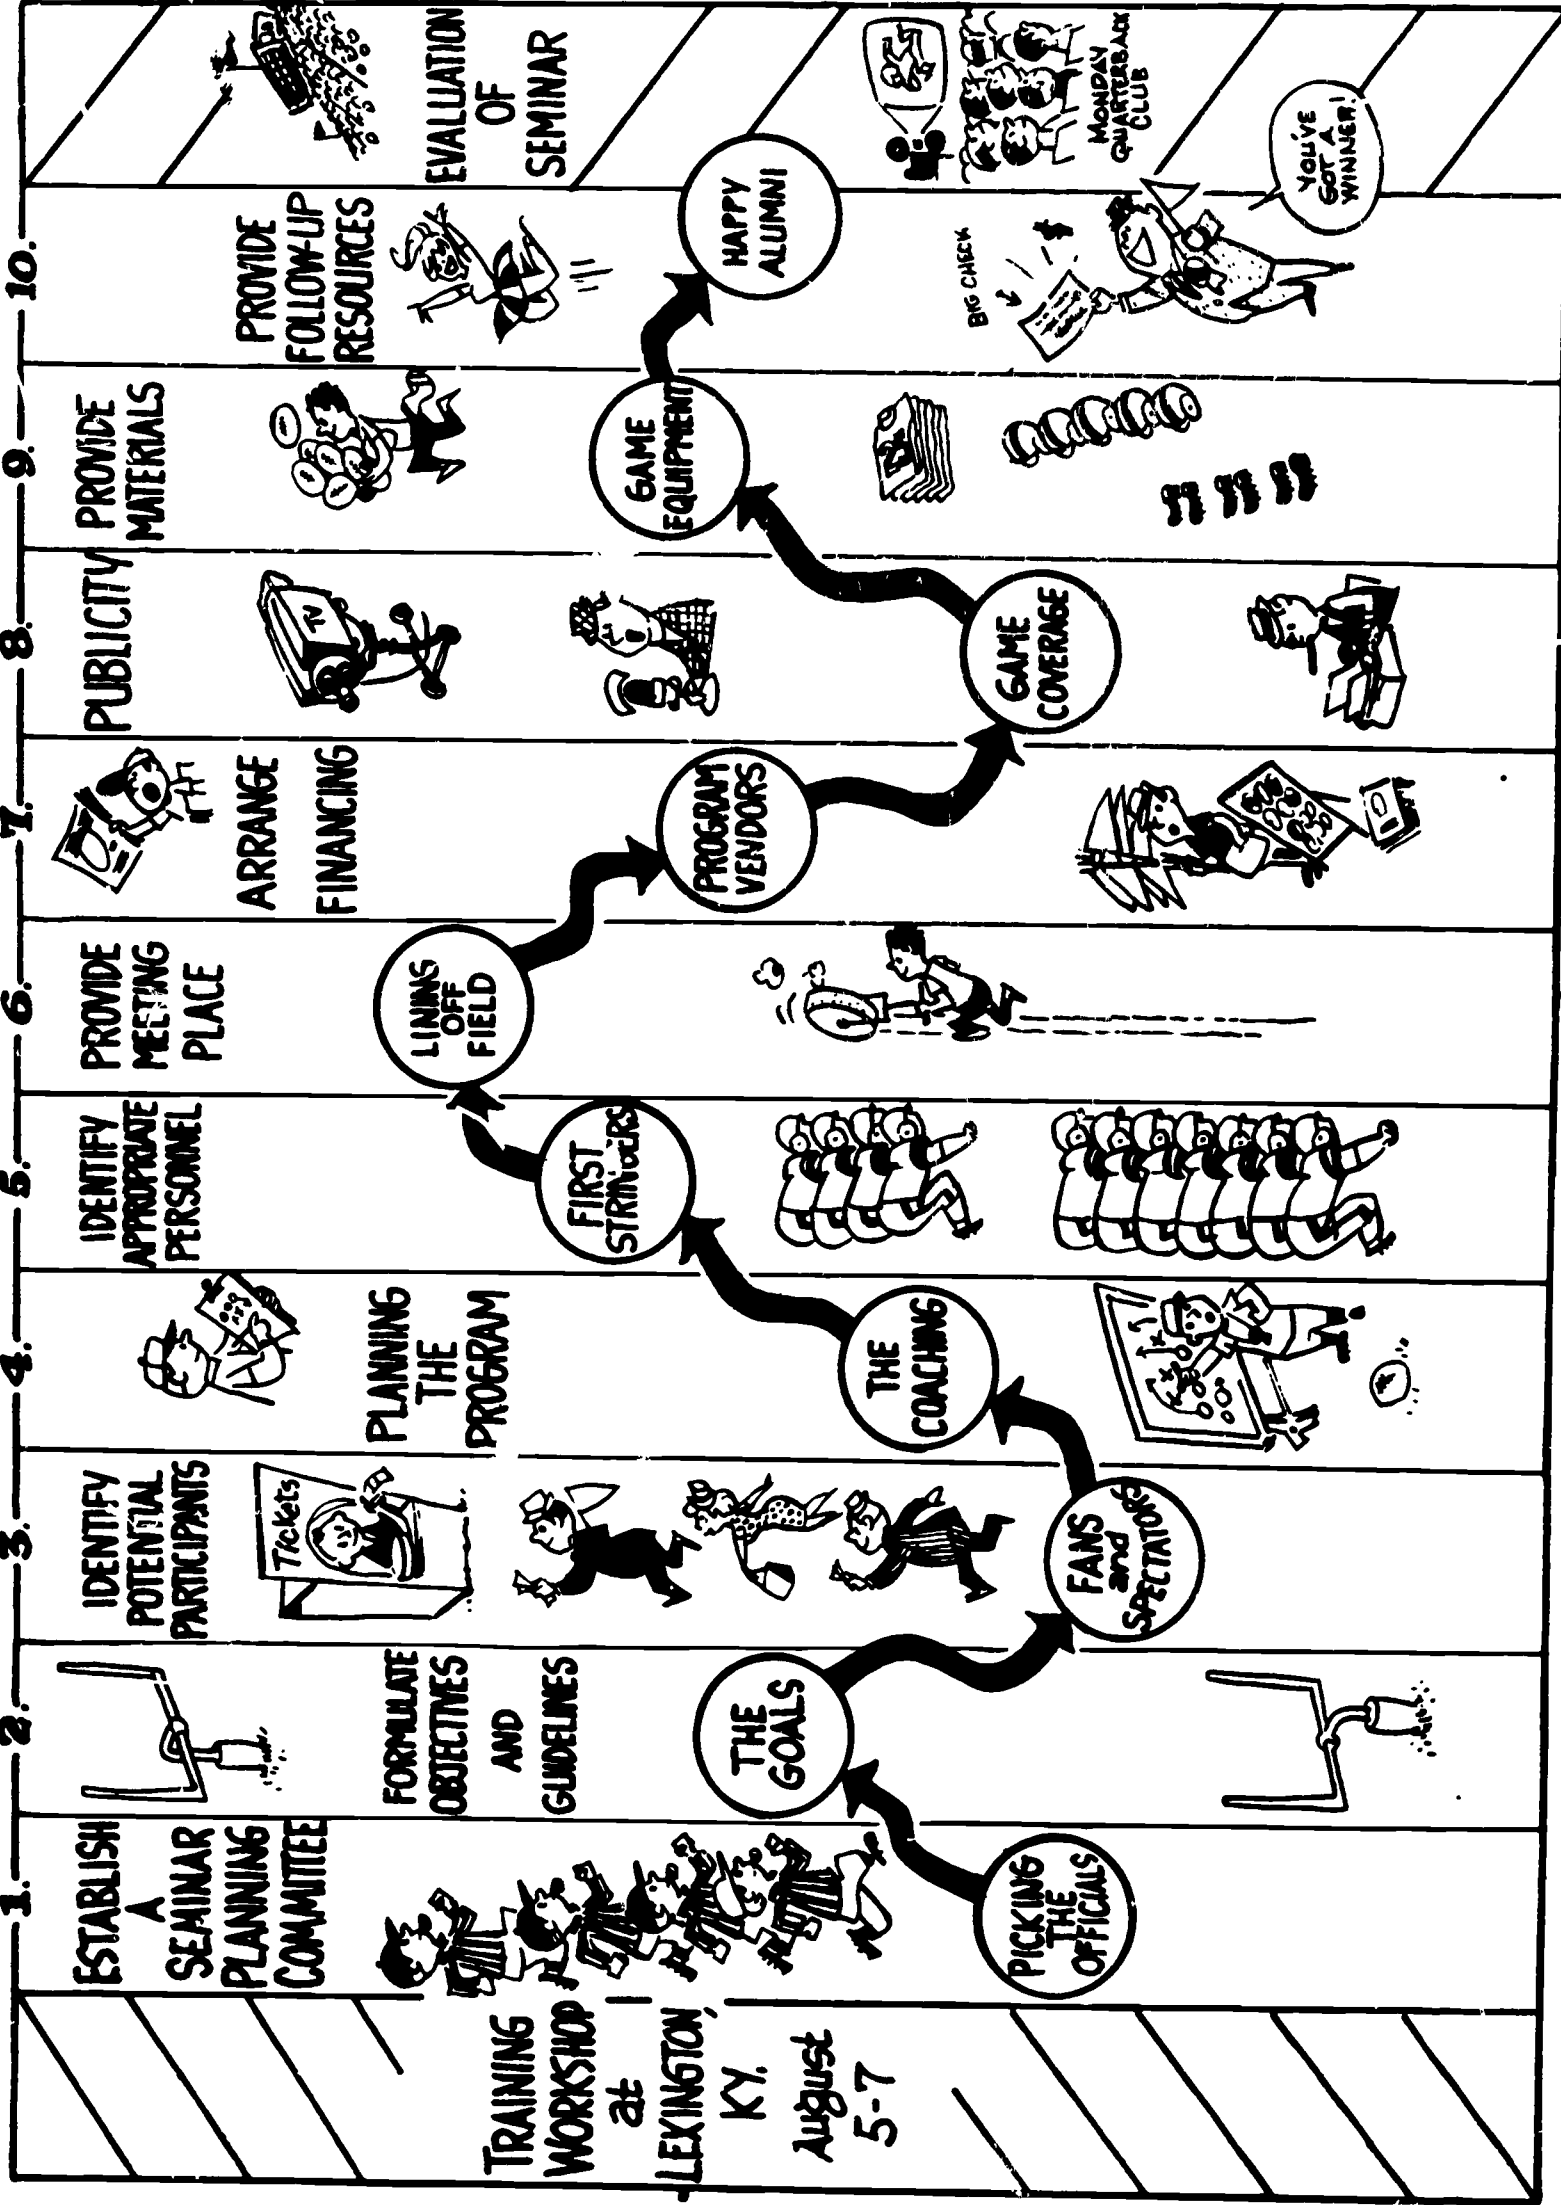 1.
2.
3.
4.
5.
6.
7.
8.
9.
10.
TRAINING
WORKSHOP
at
LEXINGTON,
KY.
August
5-7
ESTABLISH
A
SEMINAR
PLANNING
COMMITTEE
PICKING
THE
OFFICIALS
FORMULATE
OBJECTIVES
AND
GUIDELINES
THE
GOALS
IDENTIFY
POTENTIAL
PARTICIPANTS
Tickets
FANS
and
SPECTATORS
PLANNING
THE
PROGRAM
THE
COACHING
IDENTIFY
APPROPRIATE
PERSONNEL
FIRST
STRINGERS
PROVIDE
MEETING
PLACE
LINING
OFF
FIELD
ARRANGE
FINANCING
PROGRAM
VENDORS
PUBLICITY
TV
GAME
COVERAGE
PROVIDE
MATERIALS
GAME
EQUIPMENT
PROVIDE
FOLLOW-UP
RESOURCES
HAPPY
ALUMNI
BIG CHECK
$
YOU'VE
GOT A
WINNER!
EVALUATION
OF
SEMINAR
MONDAY
QUARTERBACK
CLUB